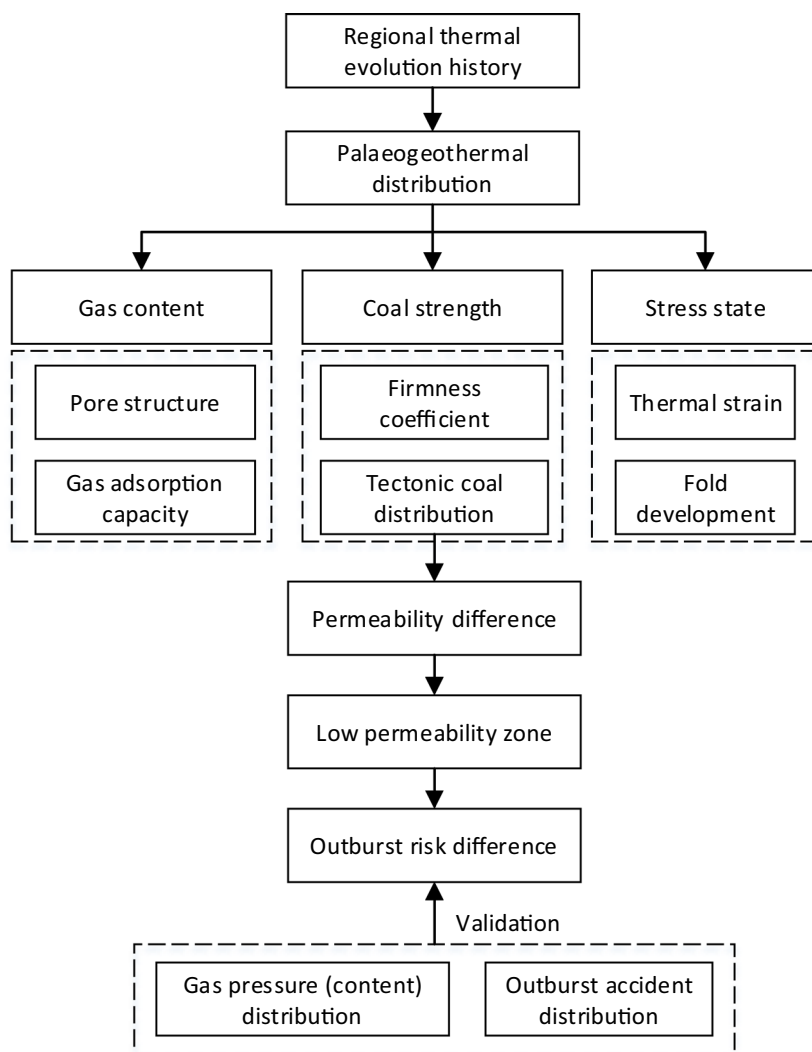 Regional thermal
evolution history
Palaeogeothermal
distribution
Gas content
Coal strength
Stress state
Pore structure
Firmness
coefficient
Thermal strain
Gas adsorption
capacity
Tectonic coal
distribution
Fold
development
Permeability difference
Low permeability zone
Outburst risk difference
Validation
Gas pressure (content)
distribution
Outburst accident
distribution